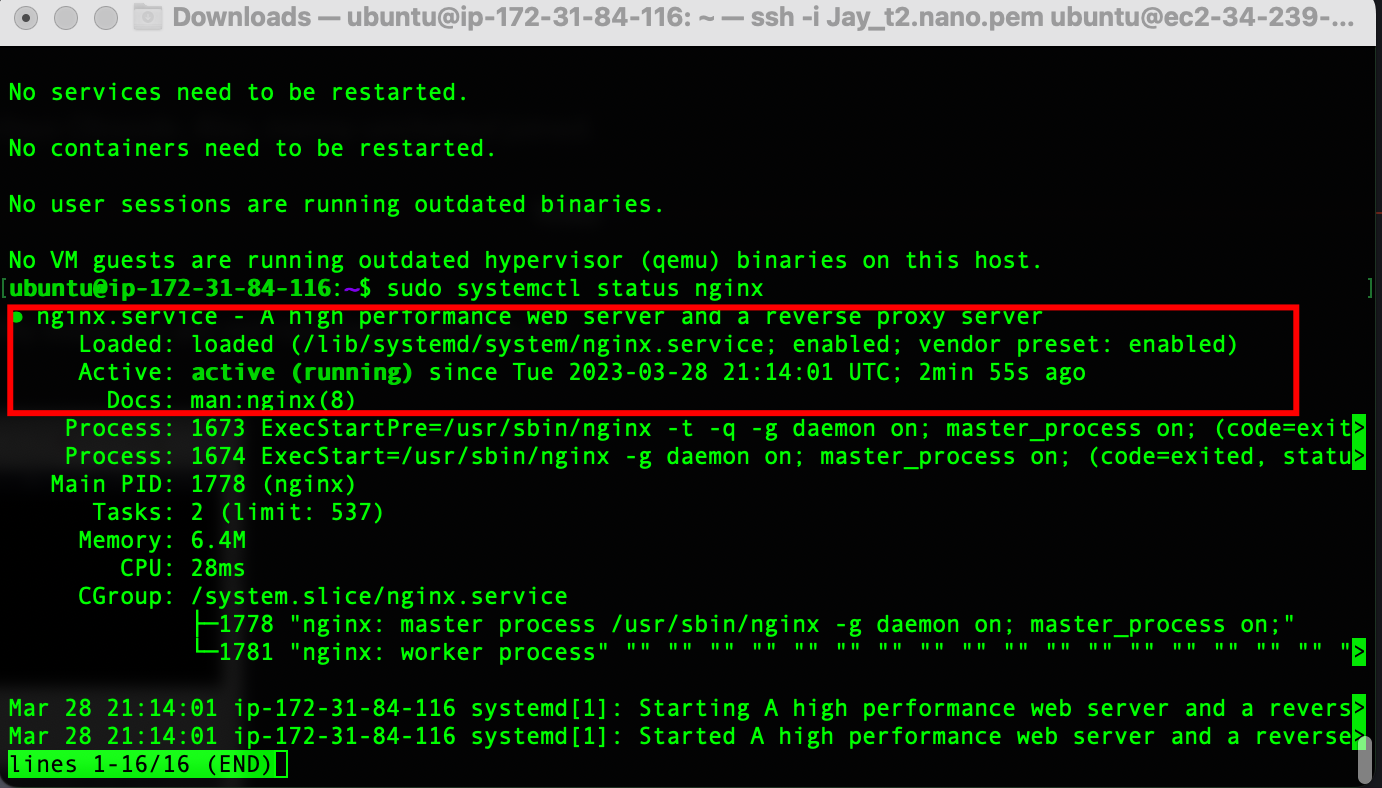 Downloads — ubuntu@ip-172-31-84-116: ~ — ssh -i Jay_t2.nano.pem ubuntu@ec2-34-239-...
No services need to be restarted.
No containers need to be restarted.
No user sessions are running outdated binaries.
No VM guests are running outdated hypervisor (qemu) binaries on this host.
[ubuntu@ip-172-31-84-116:~$ sudo systemctl status nginx ]
● nginx.service - A high performance web server and a reverse proxy server
Loaded: loaded (/lib/systemd/system/nginx.service; enabled; vendor preset: enabled)
Active: active (running) since Tue 2023-03-28 21:14:01 UTC; 2min 55s ago
Docs: man:nginx(8)
Process: 1673 ExecStartPre=/usr/sbin/nginx -t -q -g daemon on; master_process on; (code=exit>
Process: 1674 ExecStart=/usr/sbin/nginx -g daemon on; master_process on; (code=exited, statu>
Main PID: 1778 (nginx)
Tasks: 2 (limit: 537)
Memory: 6.4M
CPU: 28ms
CGroup: /system.slice/nginx.service
├─1778 "nginx: master process /usr/sbin/nginx -g daemon on; master_process on;"
└─1781 "nginx: worker process" "" "" "" "" "" "" "" "" "" "" "" "" "" "" "" "" "" ">
Mar 28 21:14:01 ip-172-31-84-116 systemd[1]: Starting A high performance web server and a revers>
Mar 28 21:14:01 ip-172-31-84-116 systemd[1]: Started A high performance web server and a reverse>
lines 1-16/16 (END)